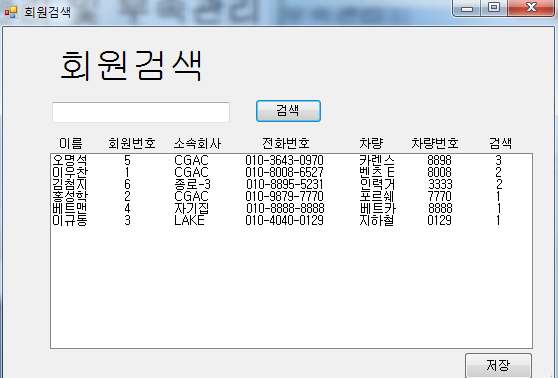 회원검색
회원검색
검색
이름 회원번호 소속회사 전화번호 차량 차량번호 검색
오명석 5 CGAC 010-3643-0970 카렌스 8898 3
이우찬 1 CGAC 010-8008-6527 벤츠 E 8008 2
김첨지 6 종로-3 010-8895-5231 인력거 3333 2
홍성학 2 CGAC 010-9879-7770 포르쉐 7770 1
베트맨 4 자기집 010-8888-8888 베트카 8888 1
이규동 3 LAKE 010-4040-0129 지하철 0129 1
저장